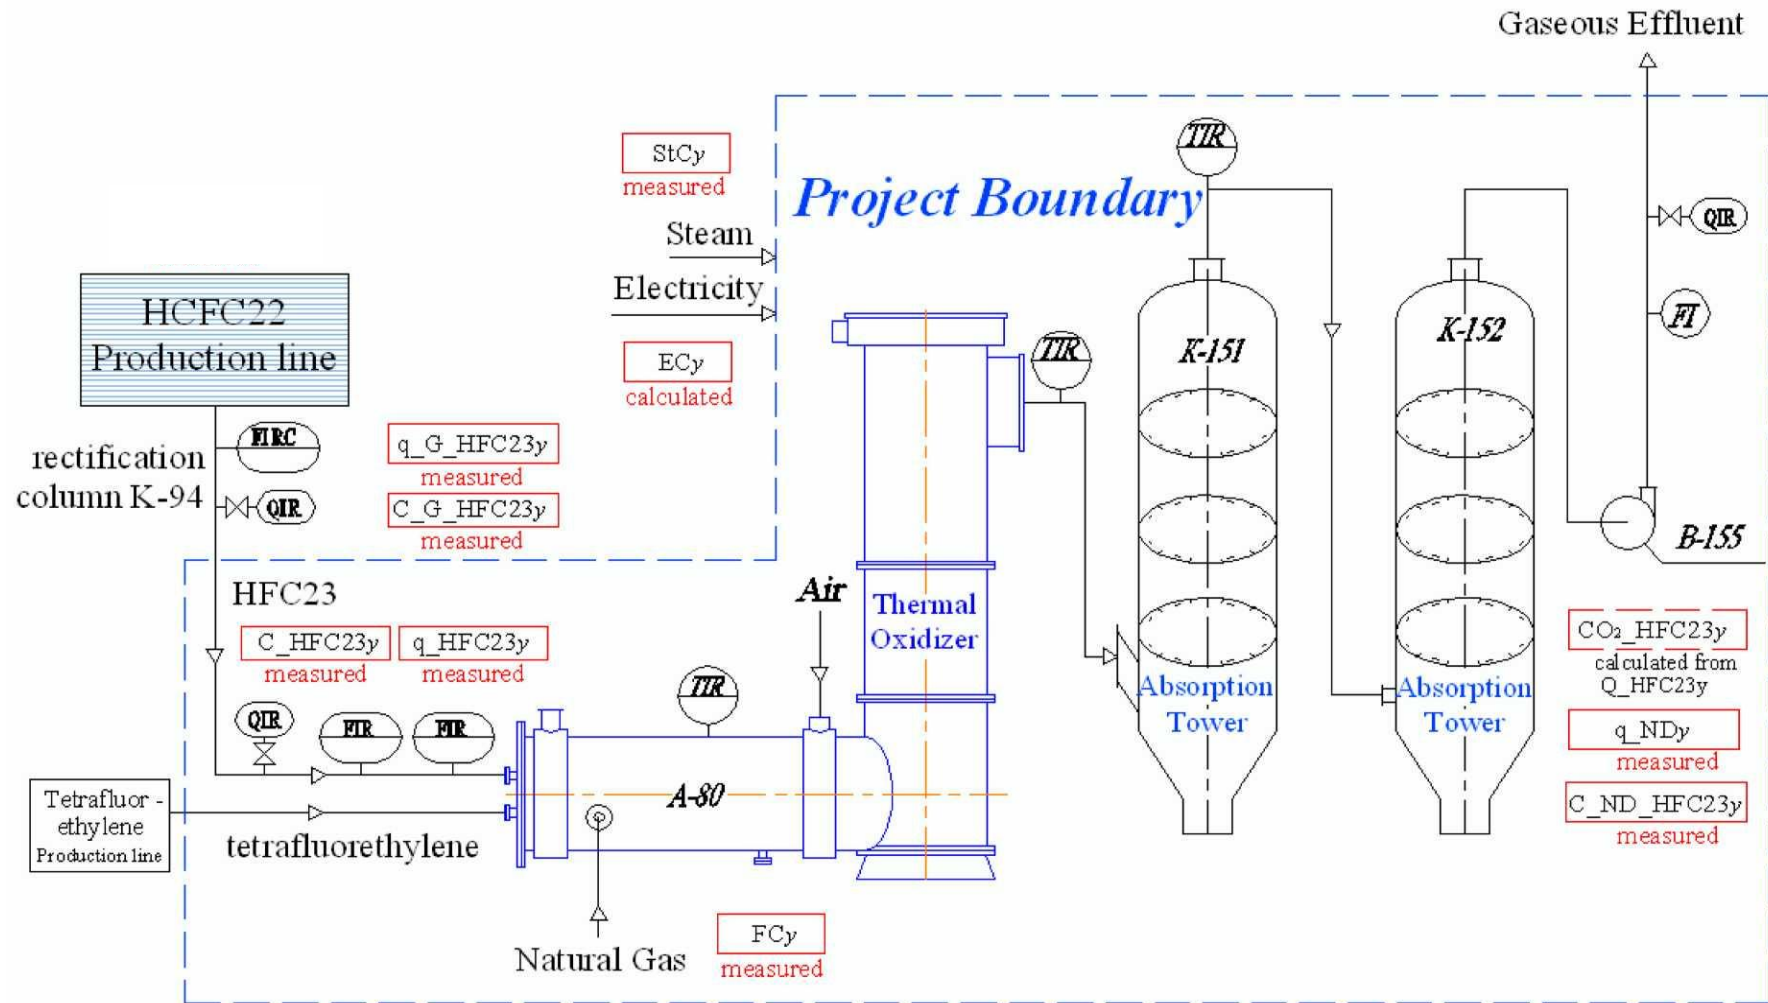 Gaseous Effluent
TIR
StCy
measured
Project Boundary
QIR
Steam
Electricity
HCFC22
Production line
FI
K-151
K-152
TIR
ECy
calculated
FIRC
rectification
column K-94
q_G_HFC23y
measured
QIR
C_G_HFC23y
measured
B-155
HFC23
Air
Thermal
Oxidizer
C_HFC23y
measured
q_HFC23y
measured
CO₂_HFC23y
calculated from
Q_HFC23y
TIR
Absorption
Tower
Absorption
Tower
QIR
FIR
FIR
q_NDy
measured
A-80
Tetrafluor -
ethylene
Production line
tetrafluorethylene
C_ND_HFC23y
measured
FCy
measured
Natural Gas